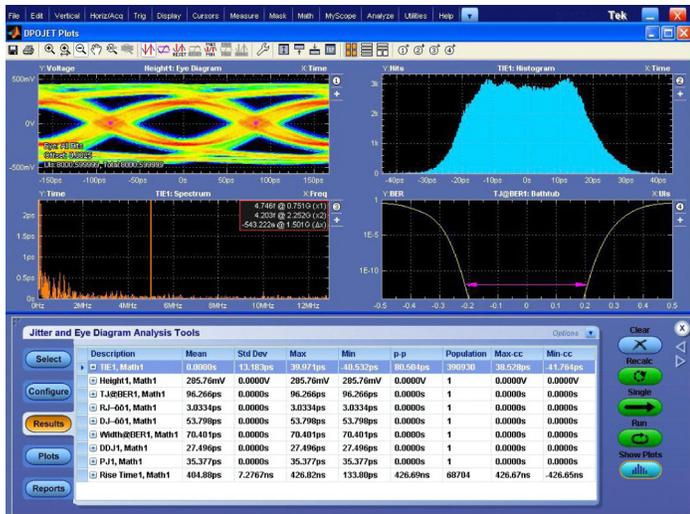 File Edit Vertical Horiz/Acq Trig Display Cursors Measure Mask Math MyScope Analyze Utilities Help Tek
DPOJET Plots
Y:Voltage Height1: Eye Diagram X:Time
500mV
0V
-500mV
Eye: All Bits
Offset: 0.0025
UIs:8000:599999, Total:8000:599999
-150ps -100ps -50ps 0s 50ps 100ps 150ps
Y:Hits TIE1: Histogram X:Time
3k
2k
1k
0
-40ps -30ps -20ps -10ps 0s 10ps 20ps 30ps 40ps
Y:Time TIE1: Spectrum X:Freq
4.746f @ 0.751G (x1)
4.203f @ 2.252G (x2)
-543.222a @ 1.501G (Δx)
2ps
1.5ps
1ps
0.5ps
0s
0Hz 2MHz 4MHz 6MHz 8MHz 10MHz 12MHz
Y:BER TJ@BER1: Bathtub X:UIs
1
1E-5
1E-10
-0.5 -0.4 -0.3 -0.2 -0.1 0.0 0.1 0.2 0.3 0.4 0.5
Jitter and Eye Diagram Analysis Tools Options Clear
Select
Configure
Results
Plots
Reports
Description Mean Std Dev Max Min p-p Population Max-cc Min-cc
TIE1, Math1 0.0000s 13.183ps 39.971ps -40.532ps 80.504ps 390930 38.528ps -41.764ps
Height1, Math1 285.76mV 0.0000V 285.76mV 285.76mV 0.0000V 1 0.0000V 0.0000V
TJ@BER1, Math1 96.266ps 0.0000s 96.266ps 96.266ps 0.0000s 1 0.0000s 0.0000s
RJ-δδ1, Math1 3.0334ps 0.0000s 3.0334ps 3.0334ps 0.0000s 1 0.0000s 0.0000s
DJ-δδ1, Math1 53.798ps 0.0000s 53.798ps 53.798ps 0.0000s 1 0.0000s 0.0000s
Width@BER1, Math1 70.401ps 0.0000s 70.401ps 70.401ps 0.0000s 1 0.0000s 0.0000s
DDJ1, Math1 27.496ps 0.0000s 27.496ps 27.496ps 0.0000s 1 0.0000s 0.0000s
PJ1, Math1 35.377ps 0.0000s 35.377ps 35.377ps 0.0000s 1 0.0000s 0.0000s
Rise Time1, Math1 404.88ps 7.2767ns 426.82ns 133.80ps 426.69ns 68704 426.67ns -426.65ns
Recalc
Single
Run
Show Plots